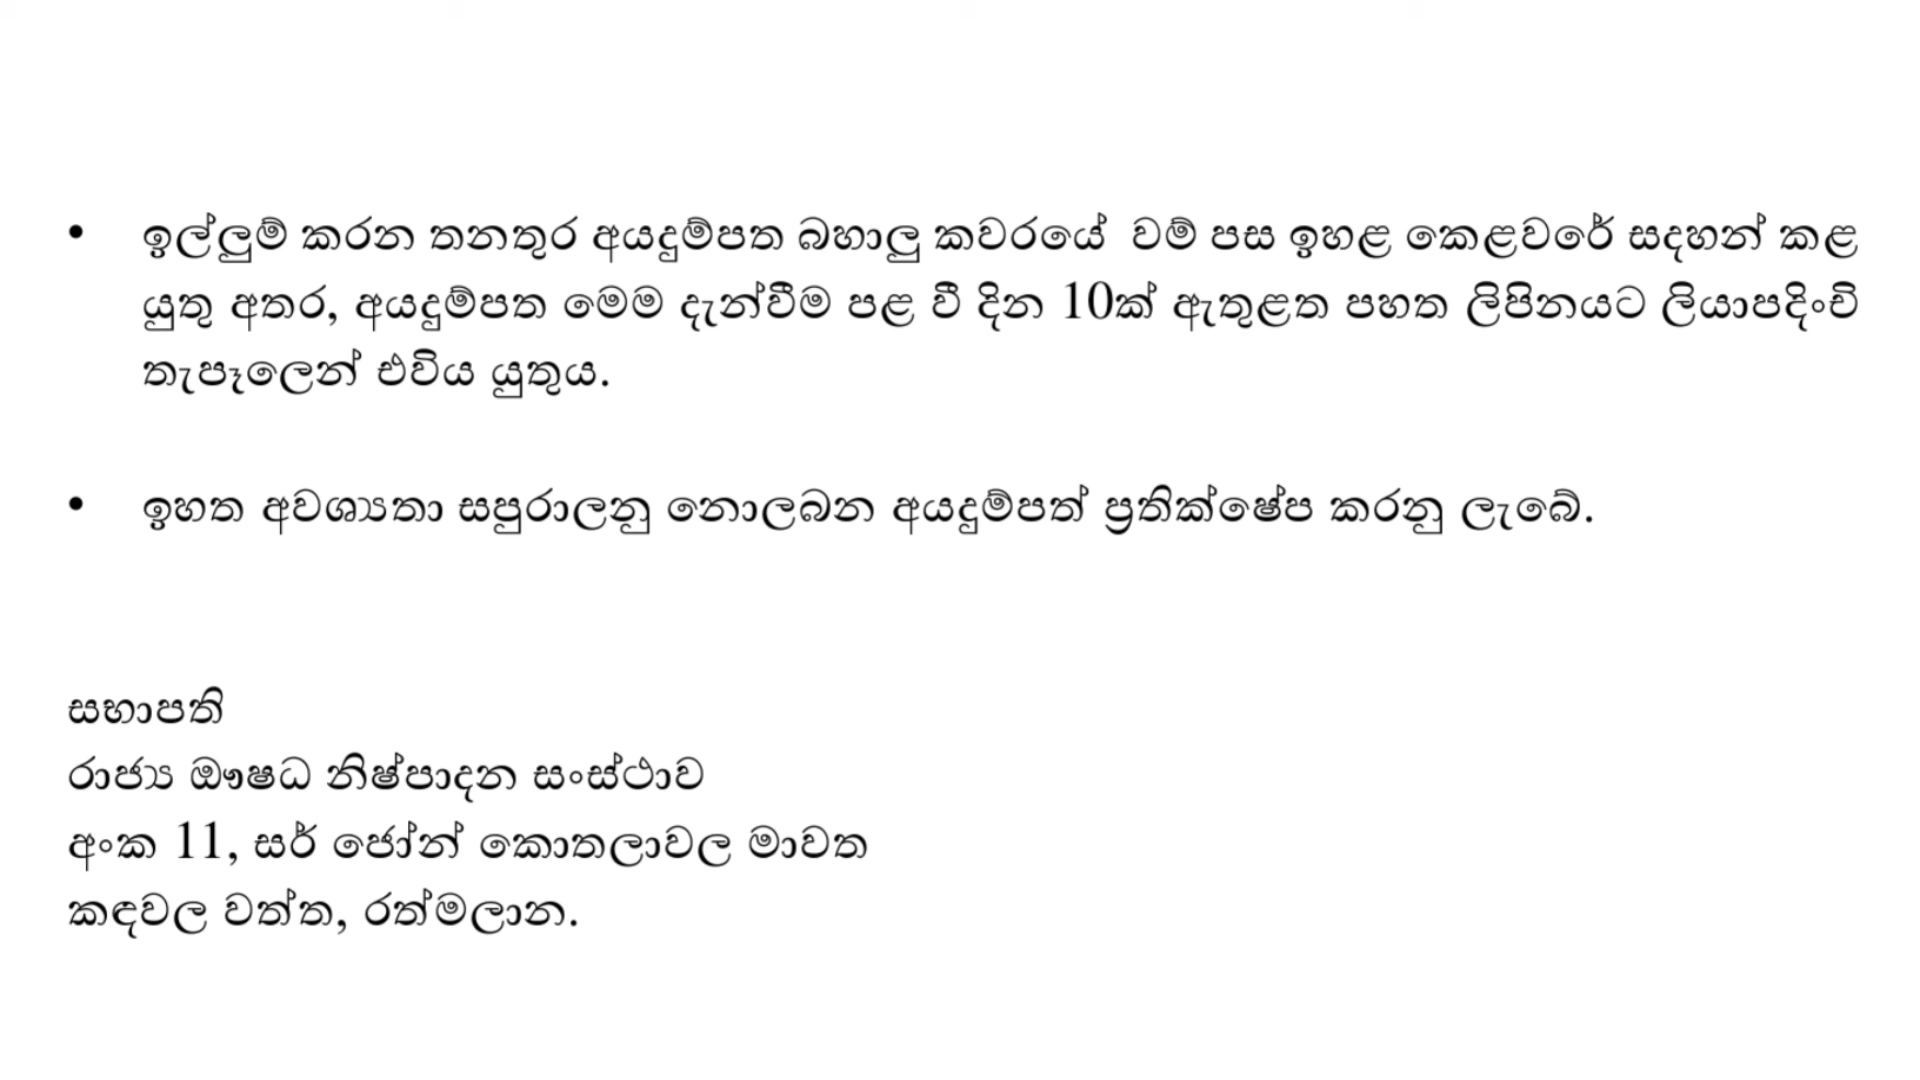 • ඉල්ලුම් කරන තනතුර අයදුම්පත බහාලු කවරයේ වම් පස ඉහළ කෙළවරේ සදහන් කළ
යුතු අතර, අයදුම්පත මෙම දැන්වීම පළ වී දින 10ක් ඇතුළත පහත ලිපිනයට ලියාපදිංචි
තැපෑලෙන් එවිය යුතුය.
• ඉහත අවශ්‍යතා සපුරාලනු නොලබන අයදුම්පත් ප්‍රතික්ෂේප කරනු ලැබේ.
සභාපති
රාජ්‍ය ඖෂධ නිෂ්පාදන සංස්ථාව
අංක 11, සර් ජෝන් කොතලාවල මාවත
කඳවල වත්ත, රත්මලාන.